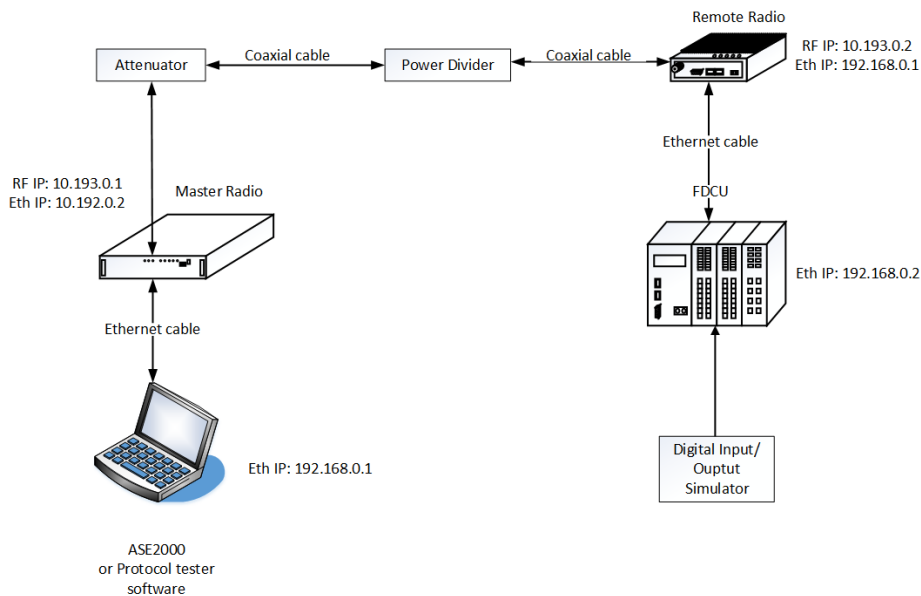 Remote Radio
RF IP: 10.193.0.2
Eth IP: 192.168.0.1
Attenuator
Coaxial cable
Power Divider
Coaxial cable
Ethernet cable
FDCU
RF IP: 10.193.0.1
Eth IP: 10.192.0.2
Master Radio
Eth IP: 192.168.0.2
Ethernet cable
Digital Input/
Ouptut
Simulator
Eth IP: 192.168.0.1
ASE2000
or Protocol tester
software